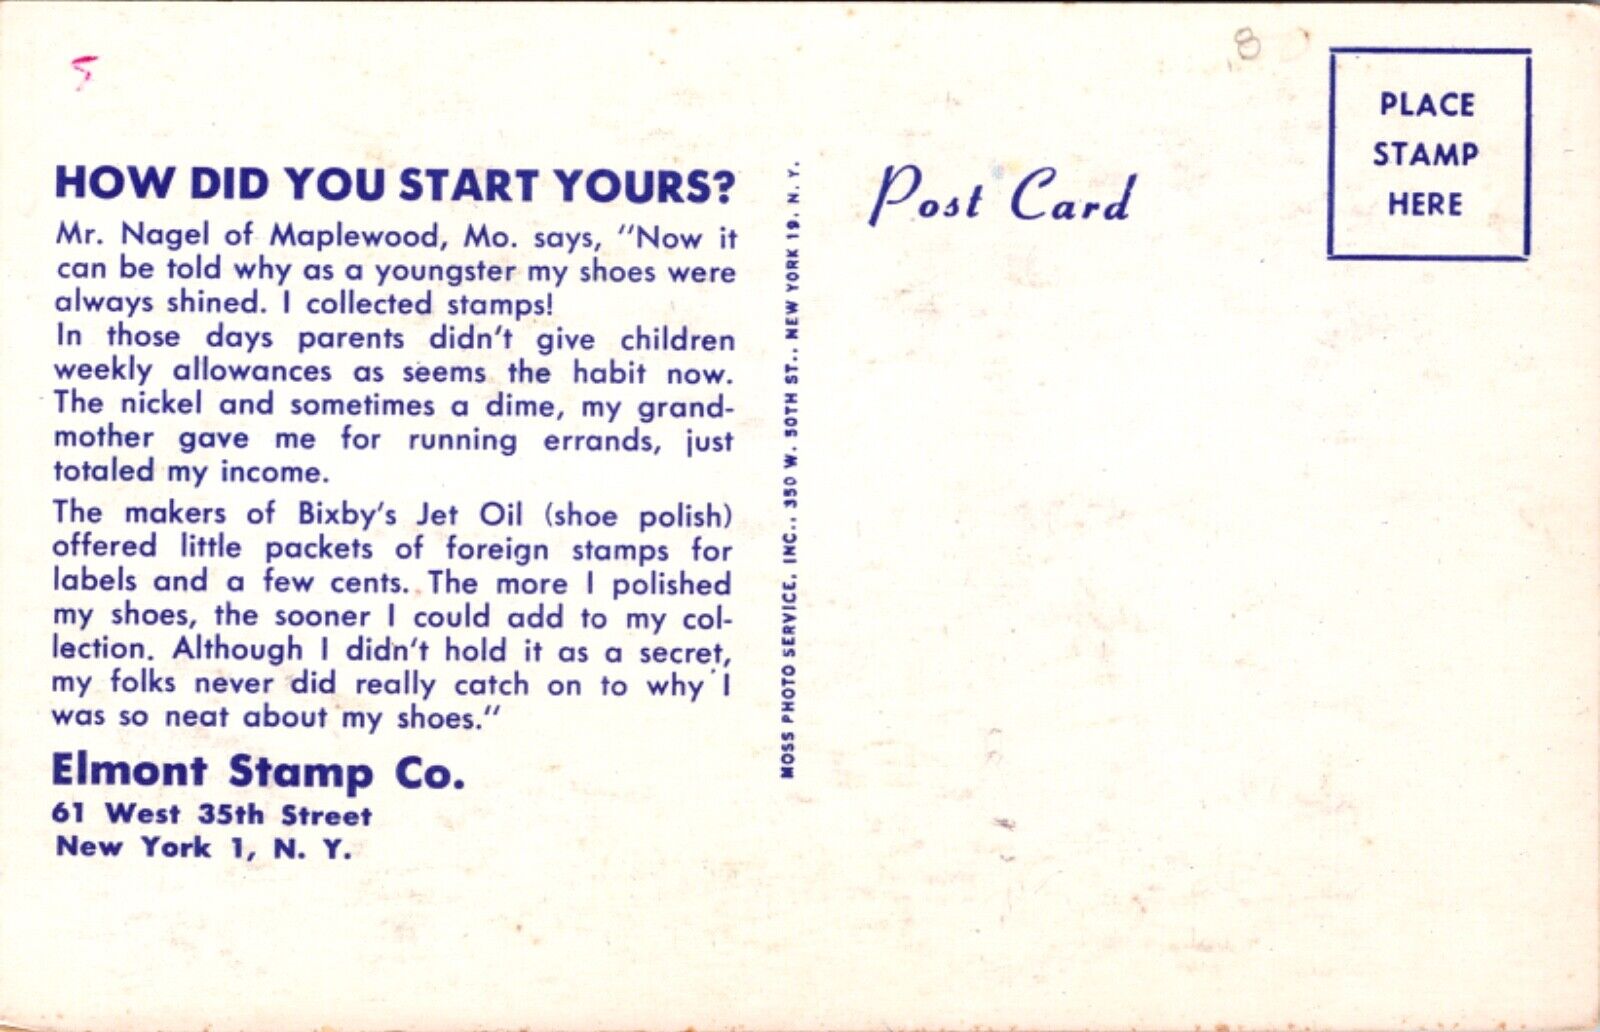 5
8
PLACE
STAMP
HERE
HOW DID YOU START YOURS?
Mr. Nagel of Maplewood, Mo. says, "Now it
can be told why as a youngster my shoes were
always shined. I collected stamps!
In those days parents didn't give children
weekly allowances as seems the habit now.
The nickel and sometimes a dime, my grand-
mother gave me for running errands, just
totaled my income.
The makers of Bixby's Jet Oil (shoe polish)
offered little packets of foreign stamps for
labels and a few cents. The more I polished
my shoes, the sooner I could add to my col-
lection. Although I didn't hold it as a secret,
my folks never did really catch on to why I
was so neat about my shoes."
Elmont Stamp Co.
61 West 35th Street
New York 1, N. Y.
MOSS PHOTO SERVICE, INC., 350 W. 50TH ST., NEW YORK 19, N. Y.
Post Card